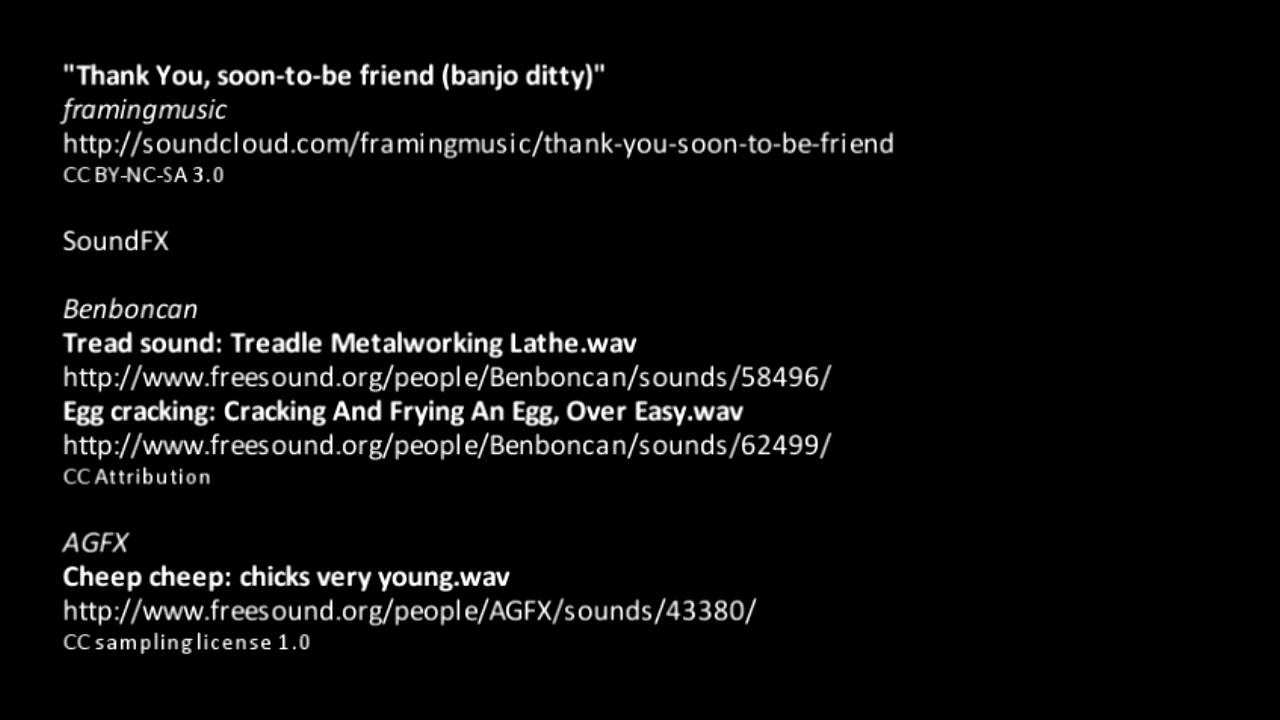 "Thank You, soon-to-be friend (banjo ditty)"
framingmusic
http://soundcloud.com/framingmusic/thank-you-soon-to-be-friend
CC BY-NC-SA 3.0
SoundFX
Benboncan
Tread sound: Treadle Metalworking Lathe.wav
http://www.freesound.org/people/Benboncan/sounds/58496/
Egg cracking: Cracking And Frying An Egg, Over Easy.wav
http://www.freesound.org/people/Benboncan/sounds/62499/
CC Attribution
AGFX
Cheep cheep: chicks very young.wav
http://www.freesound.org/people/AGFX/sounds/43380/
CC sampling license 1.0